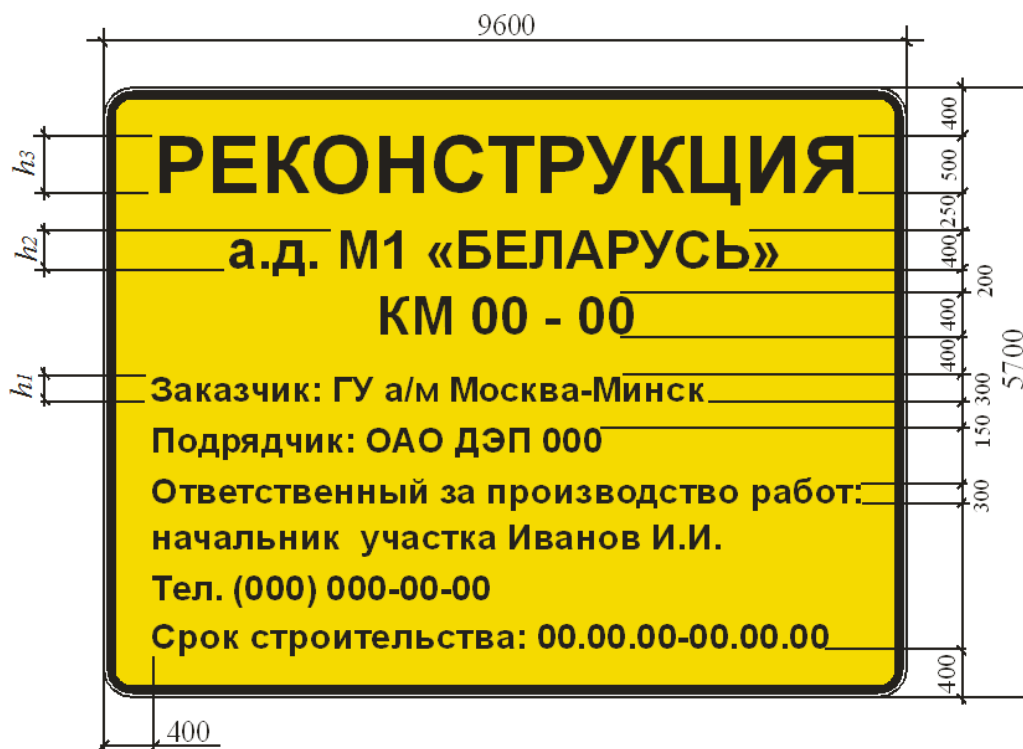 9600
РЕКОНСТРУКЦИЯ
а.д. М1 «БЕЛАРУСЬ»
КМ 00 - 00
Заказчик: ГУ а/м Москва-Минск
Подрядчик: ОАО ДЭП 000
Ответственный за производство работ:
начальник участка Иванов И.И.
Тел. (000) 000-00-00
Срок строительства: 00.00.00-00.00.00
h3
h2
h1
400
500
250
400
200
400
400
300
150
300
400
5700
400